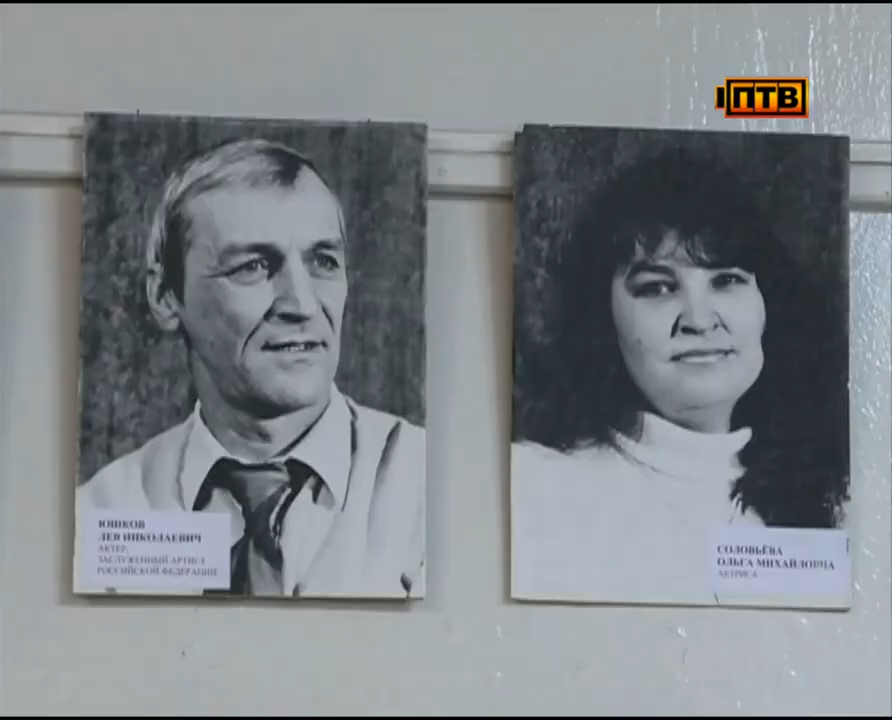 ПТВ
ЮШКОВ
ЛЕВ НИКОЛАЕВИЧ
АКТЕР,
ЗАСЛУЖЕННЫЙ АРТИСТ
РОССИЙСКОЙ ФЕДЕРАЦИИ
СОЛОВЬЁВА
ОЛЬГА МИХАЙЛОВНА
АКТРИСА